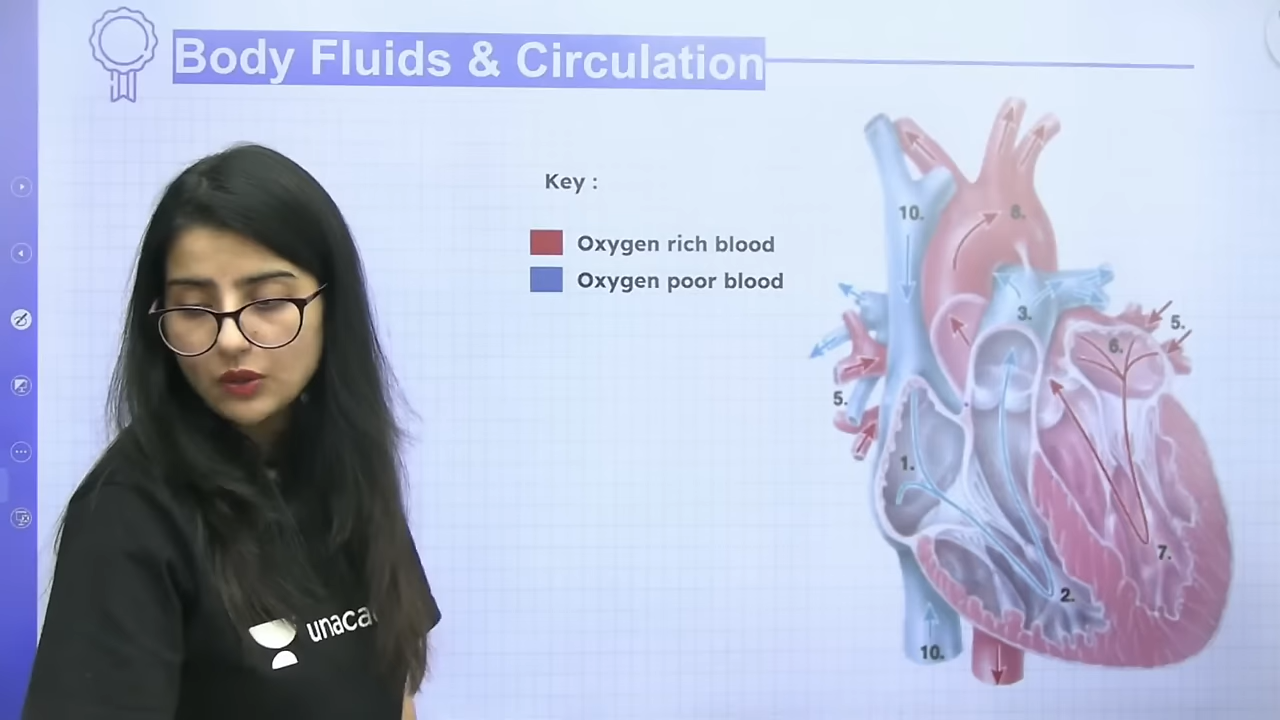 Body Fluids & Circulation
Key :
Oxygen rich blood
Oxygen poor blood
10.
8.
3.
5.
6.
5.
1.
7.
2.
10.
unaca